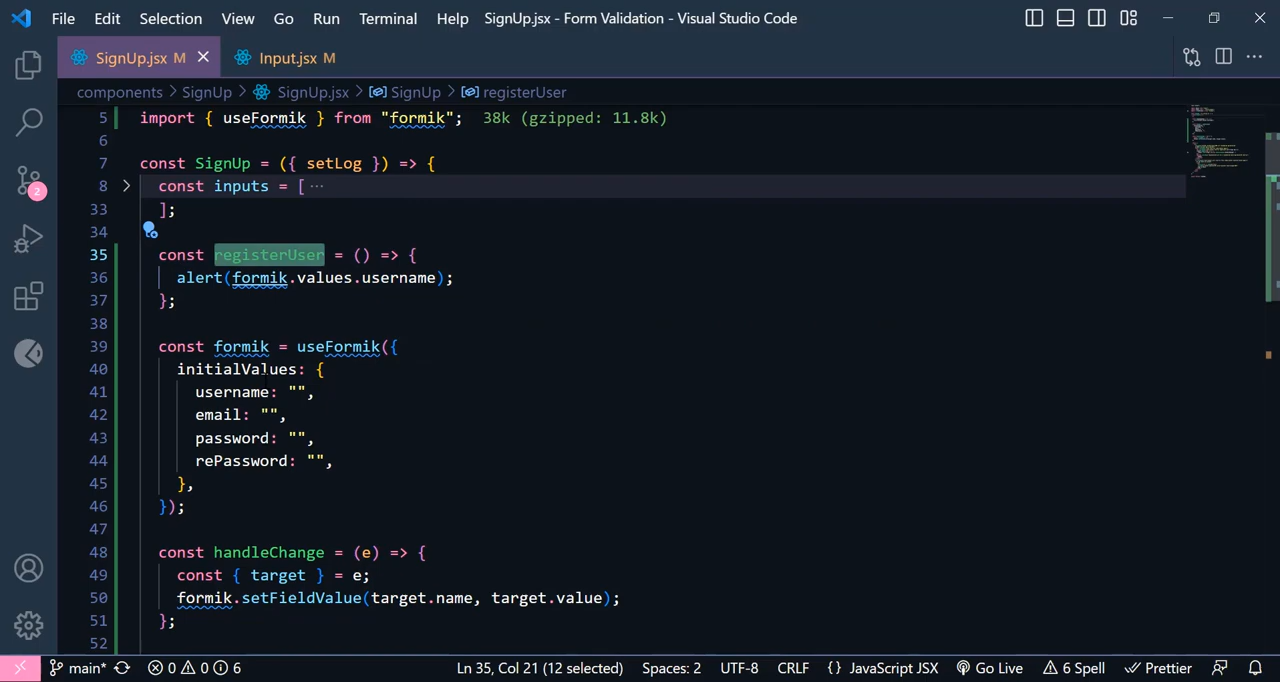 File Edit Selection View Go Run Terminal Help SignUp.jsx - Form Validation - Visual Studio Code
SignUp.jsx M Input.jsx M
components > SignUp > SignUp.jsx > SignUp > registerUser
5 import { useFormik } from "formik"; 38k (gzipped: 11.8k)
6
7 const SignUp = ({ setLog }) => {
8 const inputs = [ ···
33 ];
34
35 const registerUser = () => {
36 alert(formik.values.username);
37 };
38
39 const formik = useFormik({
40 initialValues: {
41 username: "",
42 email: "",
43 password: "",
44 rePassword: "",
45 },
46 });
47
48 const handleChange = (e) => {
49 const { target } = e;
50 formik.setFieldValue(target.name, target.value);
51 };
52
2
main* 0 0 6 Ln 35, Col 21 (12 selected) Spaces: 2 UTF-8 CRLF {} JavaScript JSX Go Live 6 Spell Prettier